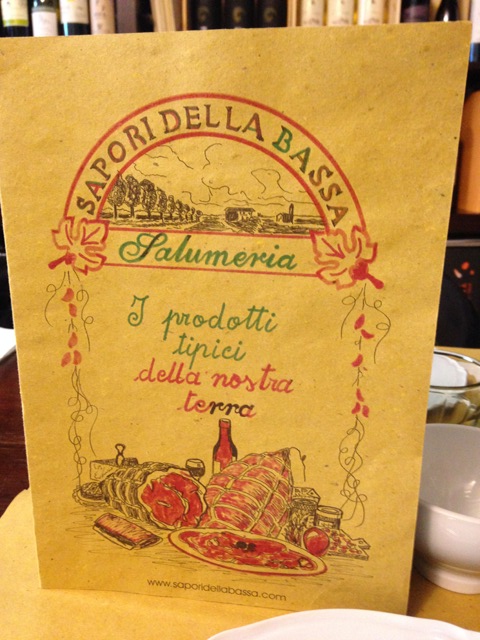 SAPORI DELLA BASSA
Salumeria
I prodotti
tipici
della nostra
terra
www.saporidellabassa.com